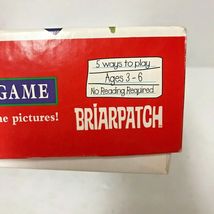 GAME
he pictures!
5 ways to play
Ages 3-6
No Reading Required
BRIARPATCH